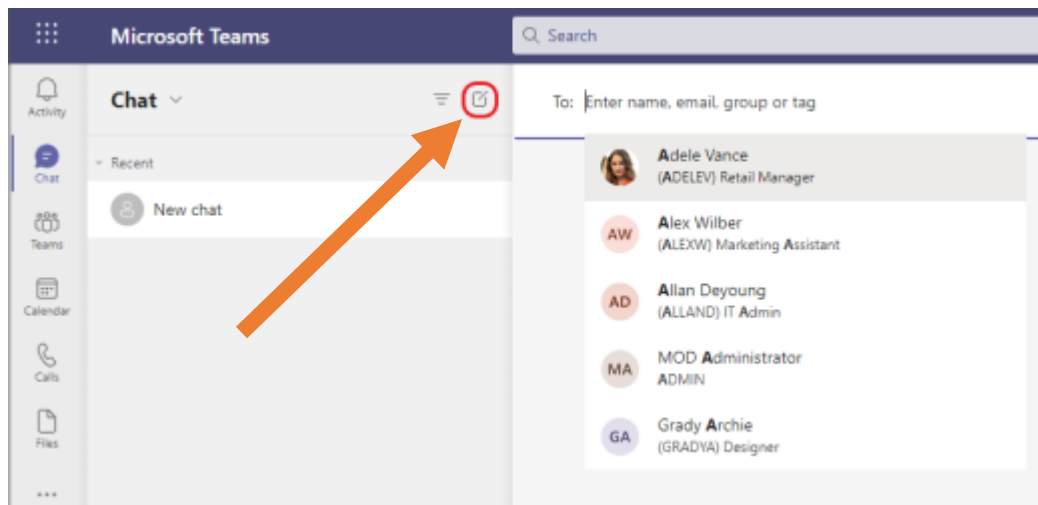 Microsoft Teams
Search
Activity
Chat
Teams
Calendar
Calls
Files
Chat
Recent
New chat
To: Enter name, email, group or tag
Adele Vance
(ADELEV) Retail Manager
AW
Alex Wilber
(ALEXW) Marketing Assistant
AD
Allan Deyoung
(ALLAND) IT Admin
MA
MOD Administrator
ADMIN
GA
Grady Archie
(GRADYA) Designer